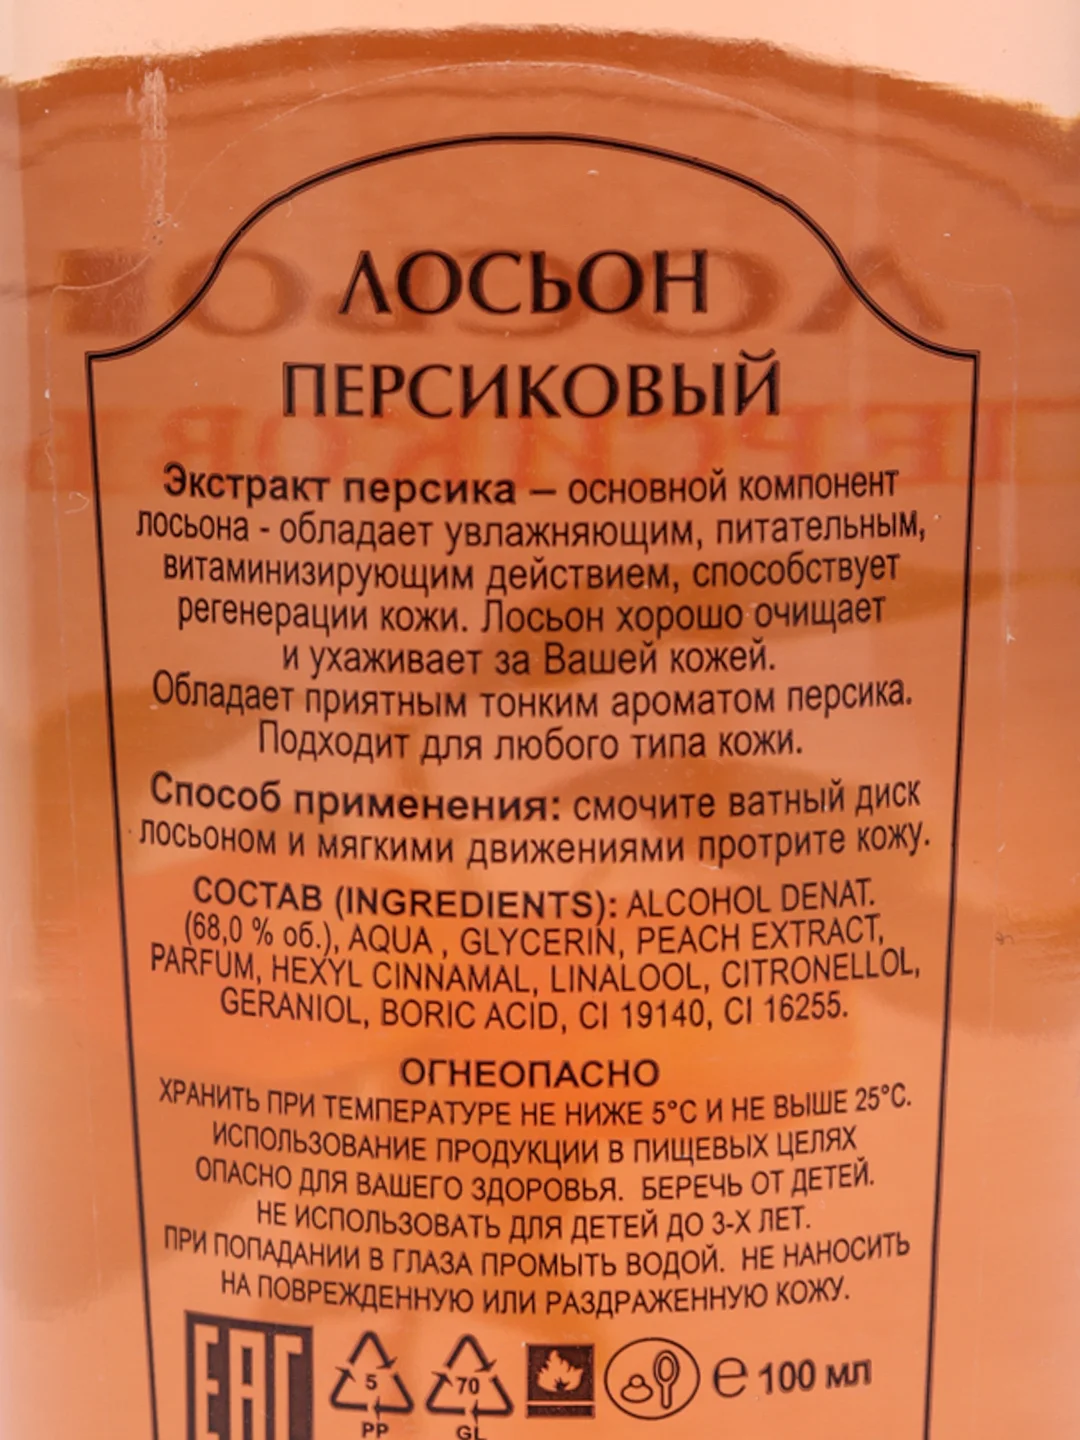 ЛОСЬОН
ПЕРСИКОВЫЙ
Экстракт персика – основной компонент
лосьона - обладает увлажняющим, питательным,
витаминизирующим действием, способствует
регенерации кожи. Лосьон хорошо очищает
и ухаживает за Вашей кожей.
Обладает приятным тонким ароматом персика.
Подходит для любого типа кожи.
Способ применения: смочите ватный диск
лосьоном и мягкими движениями протрите кожу.
СОСТАВ (INGREDIENTS): ALCOHOL DENAT.
(68,0 % об.), AQUA , GLYCERIN, PEACH EXTRACT,
PARFUM, HEXYL CINNAMAL, LINALOOL, CITRONELLOL,
GERANIOL, BORIC ACID, CI 19140, CI 16255.
ОГНЕОПАСНО
ХРАНИТЬ ПРИ ТЕМПЕРАТУРЕ НЕ НИЖЕ 5°С И НЕ ВЫШЕ 25°С.
ИСПОЛЬЗОВАНИЕ ПРОДУКЦИИ В ПИЩЕВЫХ ЦЕЛЯХ
ОПАСНО ДЛЯ ВАШЕГО ЗДОРОВЬЯ. БЕРЕЧЬ ОТ ДЕТЕЙ.
НЕ ИСПОЛЬЗОВАТЬ ДЛЯ ДЕТЕЙ ДО 3-Х ЛЕТ.
ПРИ ПОПАДАНИИ В ГЛАЗА ПРОМЫТЬ ВОДОЙ. НЕ НАНОСИТЬ
НА ПОВРЕЖДЕННУЮ ИЛИ РАЗДРАЖЕННУЮ КОЖУ.
EAC 5 70 ℮ 100 мл
PP GL